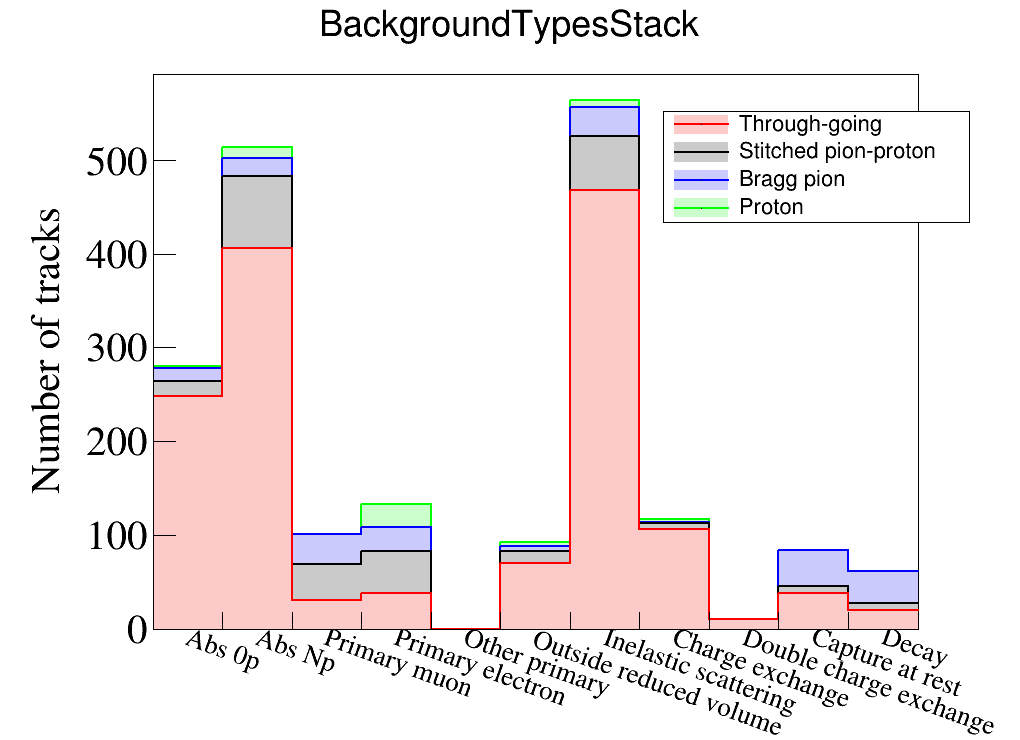 BackgroundTypesStack
Number of tracks
500
400
300
200
100
0
Through-going
Stitched pion-proton
Bragg pion
Proton
Abs 0p
Abs Np
Primary muon
Primary electron
Other primary
Outside reduced volume
Inelastic scattering
Charge exchange
Double charge exchange
Capture at rest
Decay